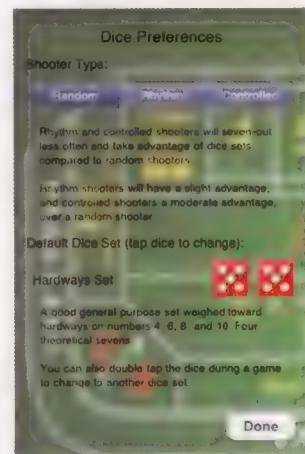 Dice Preferences
Shooter Type:
Random Controlled
Rhythm and controlled shooters will seven-out
less often and take advantage of dice sets
compared to random shooters
Rhythm shooters will have a slight advantage,
and controlled shooters a moderate advantage,
over a random shooter
Default Dice Set (tap dice to change):
Hardways Set
A good general purpose set weighed toward
hardways on numbers 4, 6, 8, and 10. Four
theoretical sevens
You can also double tap the dice during a game
to change to another dice set.
Done